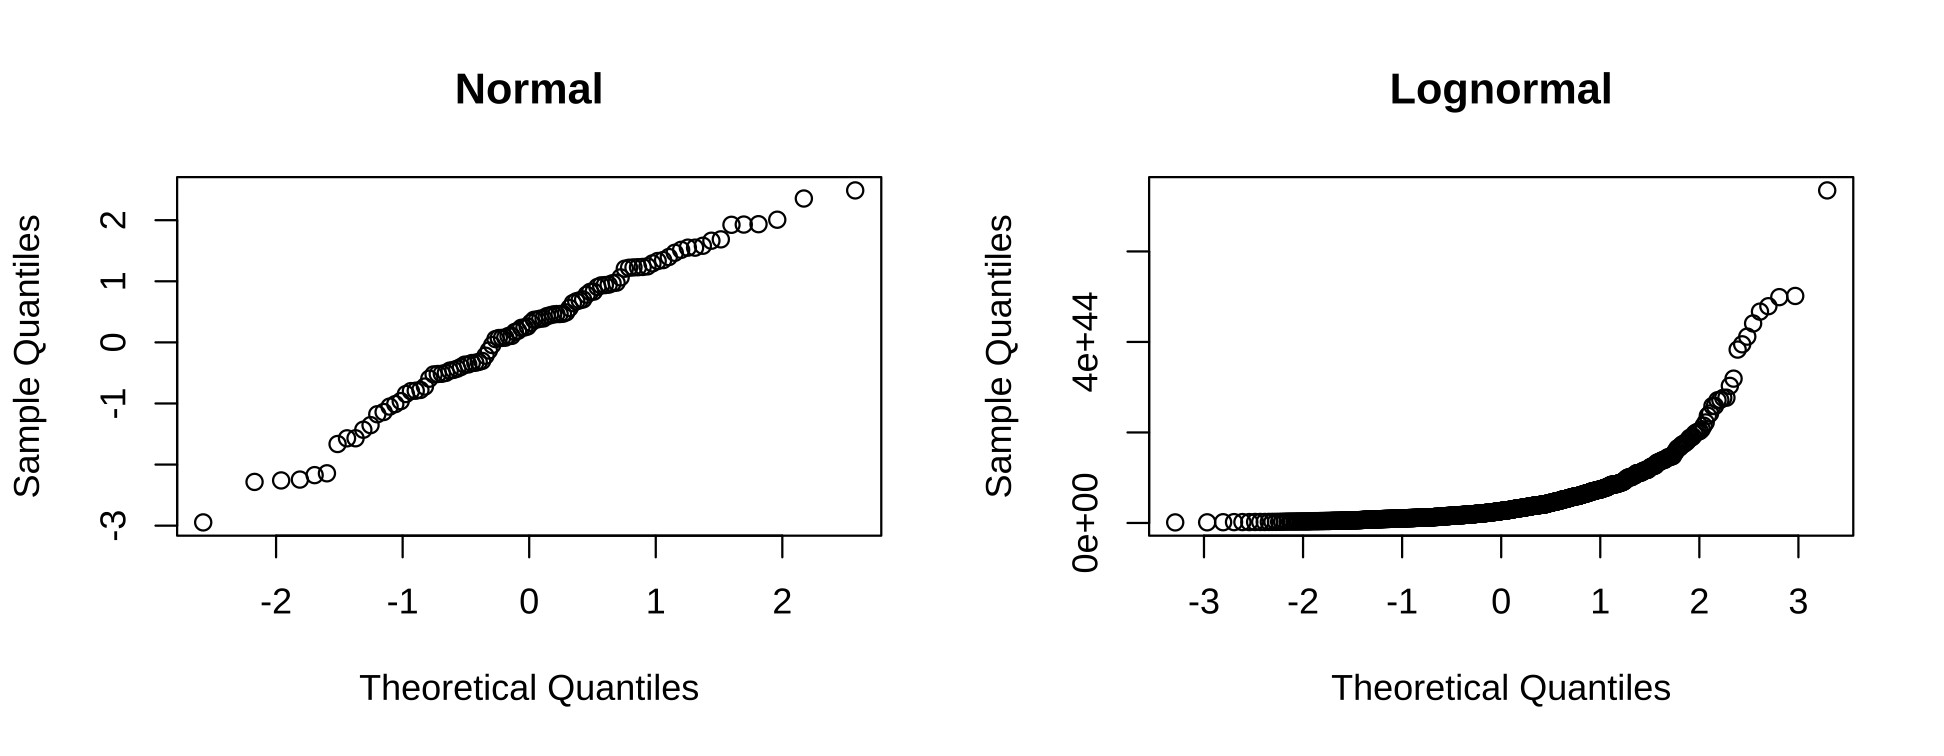 Normal
Sample Quantiles
2
1
0
-1
-3
-2 -1 0 1 2
Theoretical Quantiles
Lognormal
Sample Quantiles
4e+44
0e+00
-3 -2 -1 0 1 2 3
Theoretical Quantiles